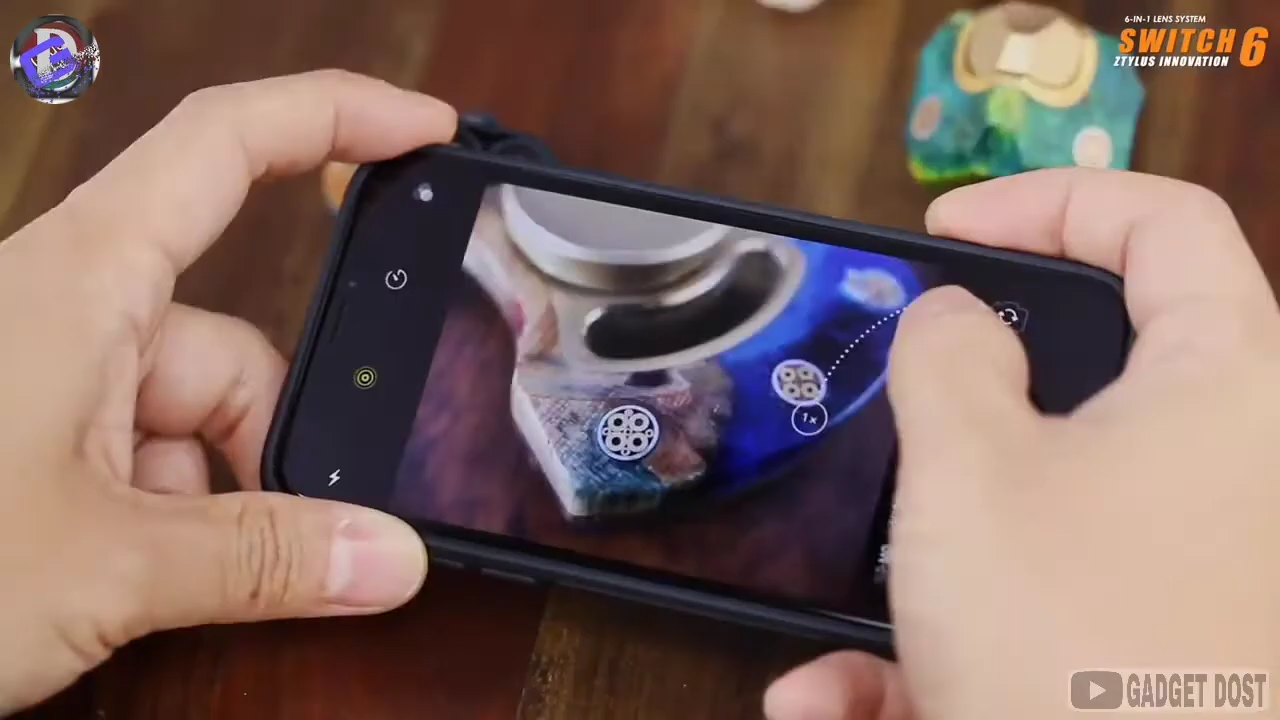 6-IN-1 LENS SYSTEM
SWITCH 6
ZTYLUS INNOVATION
1x
GADGET DOST